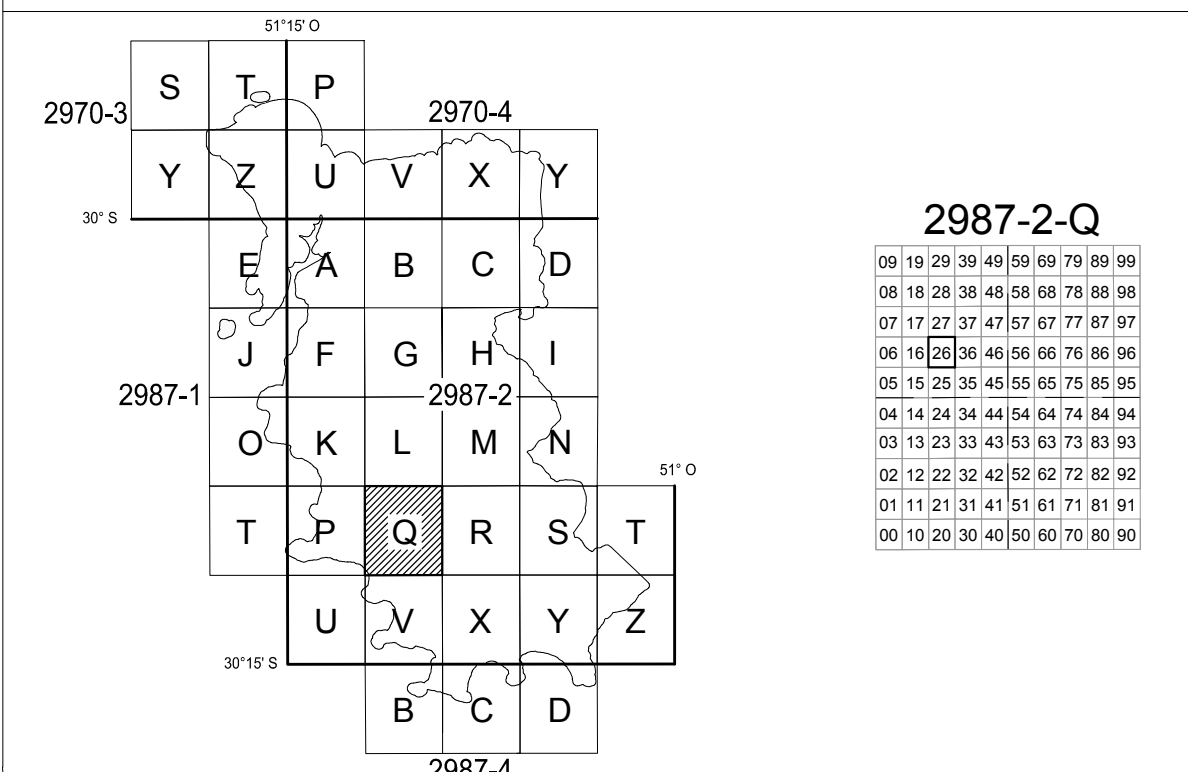 51°15' O
S T P
2970-3 2970-4
Y Z U V X Y
30° S
E A B C D
J F G H I
2987-1 2987-2
O K L M N
51° O
T P Q R S T
U V X Y Z
30°15' S
B C D
2987-4
2987-2-Q
09 19 29 39 49 59 69 79 89 99
08 18 28 38 48 58 68 78 88 98
07 17 27 37 47 57 67 77 87 97
06 16 26 36 46 56 66 76 86 96
05 15 25 35 45 55 65 75 85 95
04 14 24 34 44 54 64 74 84 94
03 13 23 33 43 53 63 73 83 93
02 12 22 32 42 52 62 72 82 92
01 11 21 31 41 51 61 71 81 91
00 10 20 30 40 50 60 70 80 90